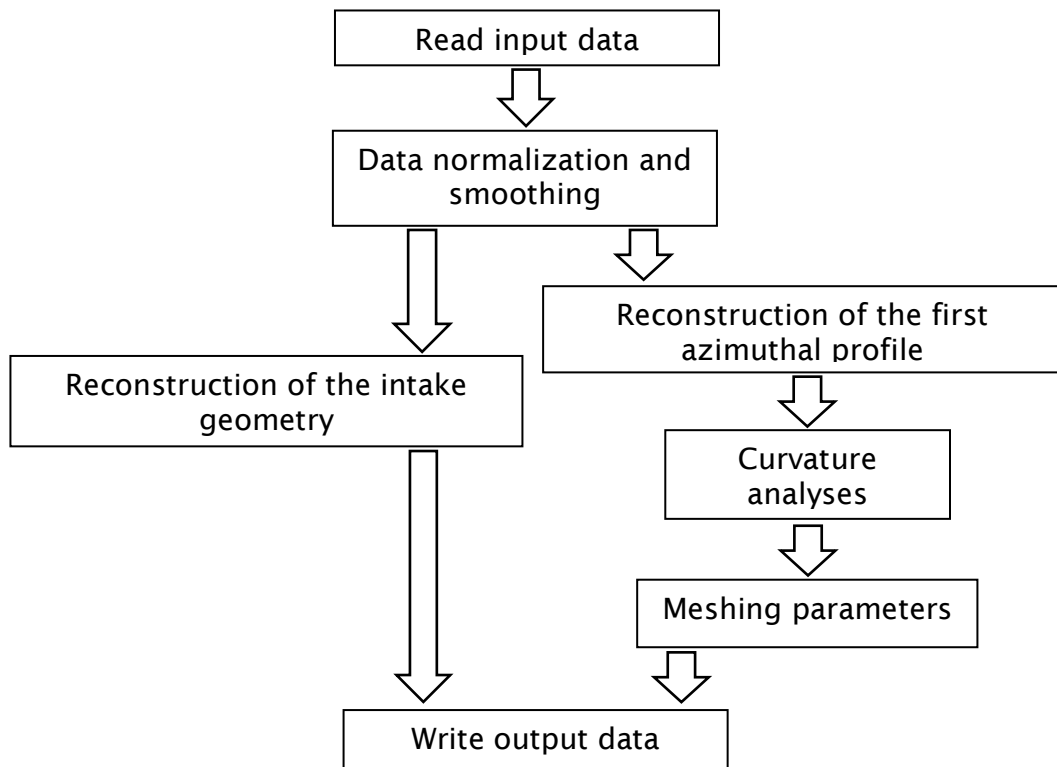 Read input data
Data normalization and
smoothing
Reconstruction of the first
azimuthal profile
Reconstruction of the intake
geometry
Curvature
analyses
Meshing parameters
Write output data